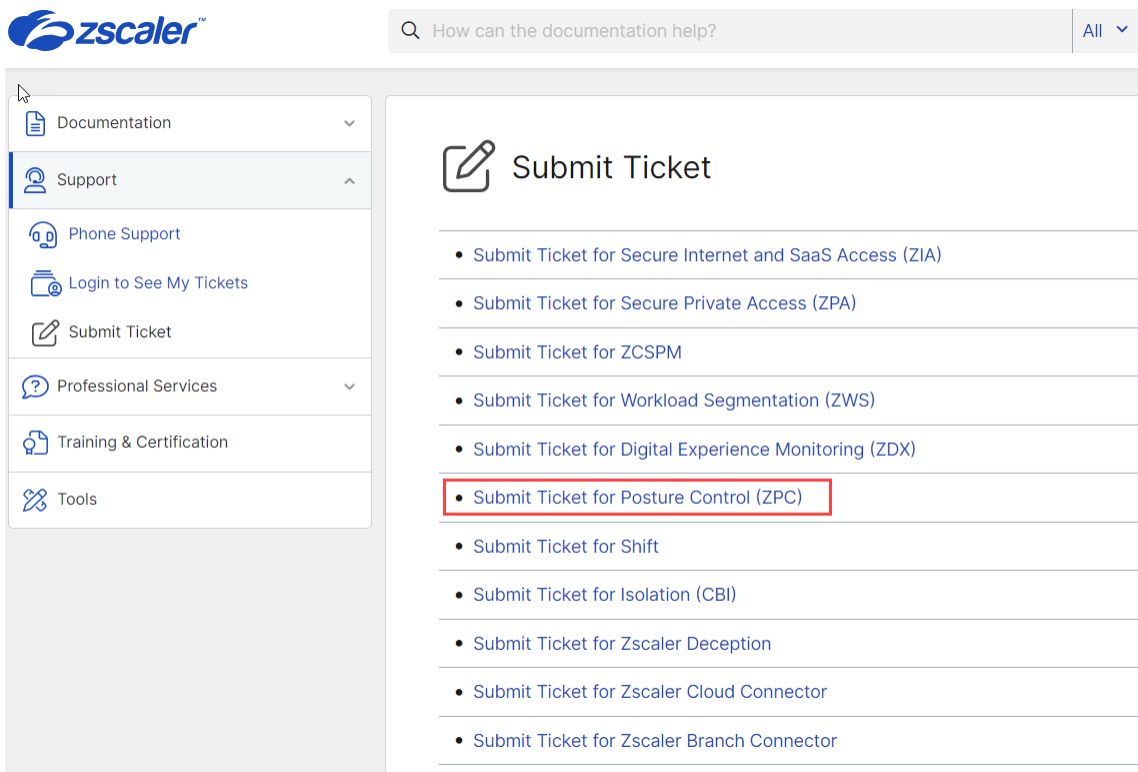 zscaler™
How can the documentation help?
All
Documentation
Support
Phone Support
Login to See My Tickets
Submit Ticket
Professional Services
Training & Certification
Tools
Submit Ticket
• Submit Ticket for Secure Internet and SaaS Access (ZIA)
• Submit Ticket for Secure Private Access (ZPA)
• Submit Ticket for ZCSPM
• Submit Ticket for Workload Segmentation (ZWS)
• Submit Ticket for Digital Experience Monitoring (ZDX)
• Submit Ticket for Posture Control (ZPC)
• Submit Ticket for Shift
• Submit Ticket for Isolation (CBI)
• Submit Ticket for Zscaler Deception
• Submit Ticket for Zscaler Cloud Connector
• Submit Ticket for Zscaler Branch Connector